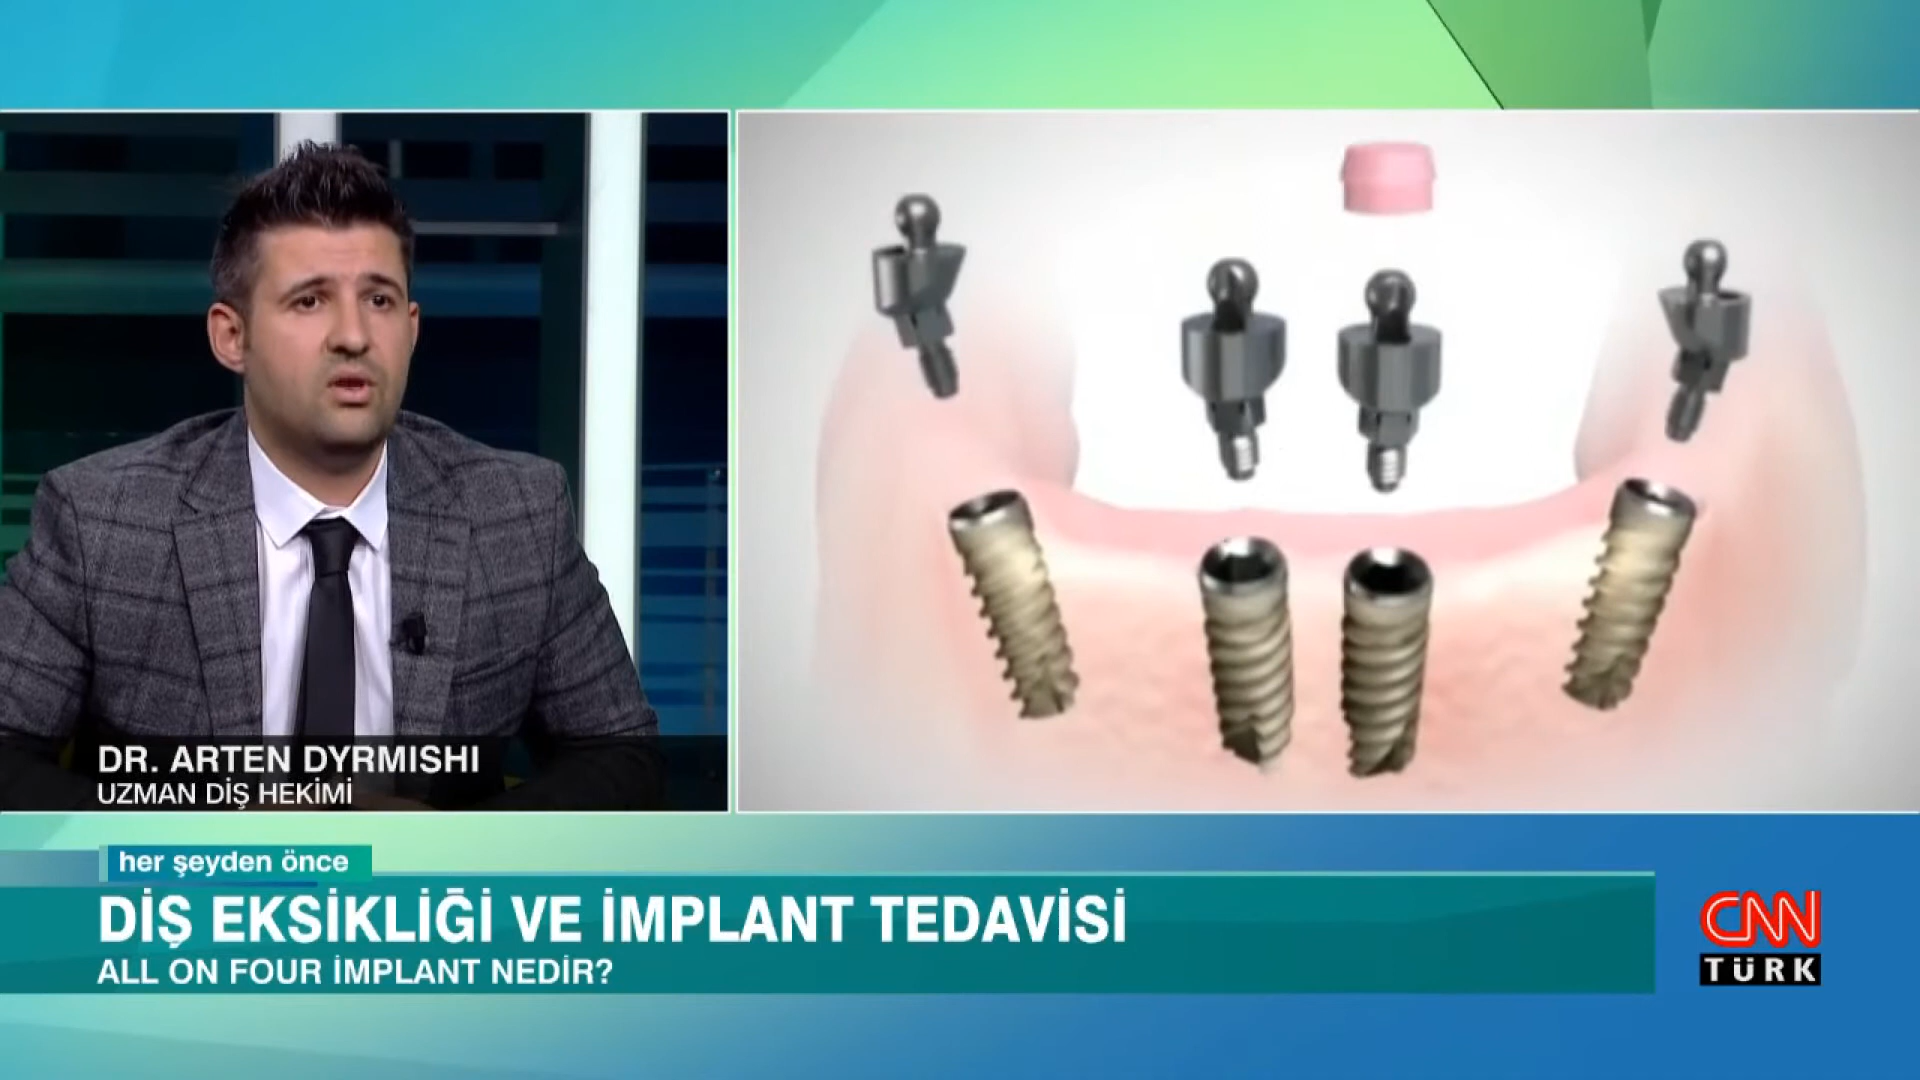 DR. ARTEN DYRMISHI
UZMAN DİŞ HEKİMİ
her şeyden önce
DİŞ EKSİKLİĞİ VE İMPLANT TEDAVİSİ
ALL ON FOUR İMPLANT NEDİR?
CNN
TÜRK